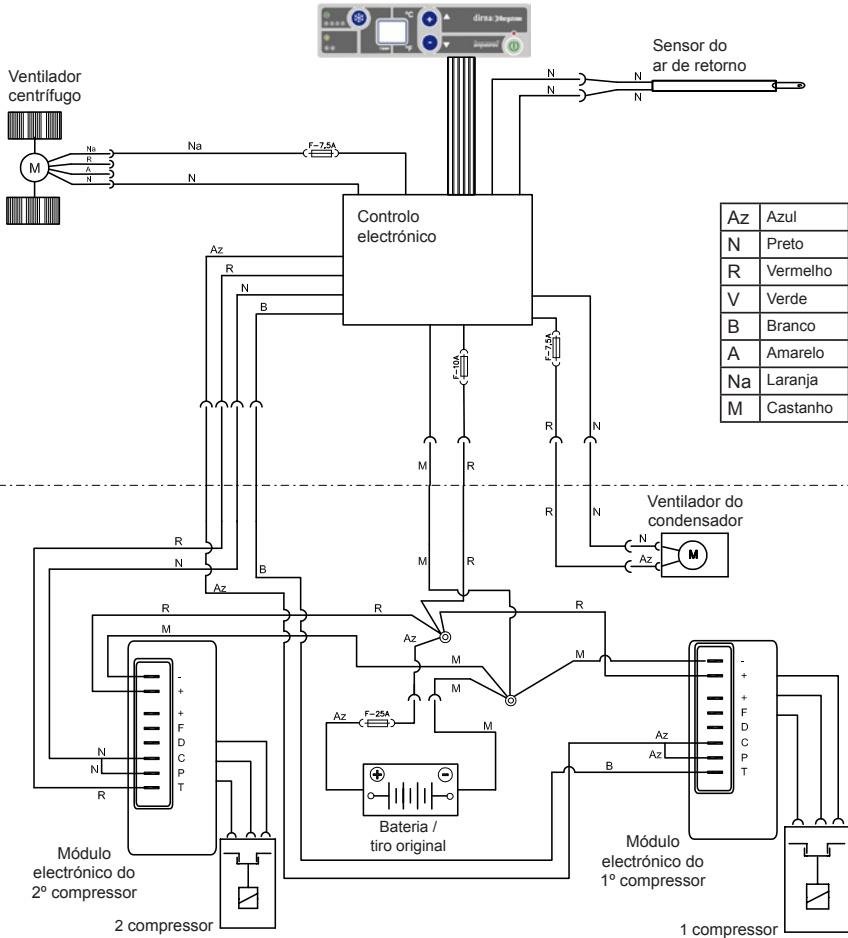 °C
°F
dirna Bergstrom
Sensor do
ar de retorno
Ventilador
centrífugo
N
N
N
N
Na
R
A
N
M
Na
F-7,5A
N
Controlo
electrónico
Az Azul
N Preto
R Vermelho
V Verde
B Branco
A Amarelo
Na Laranja
M Castanho
Az
R
N
B
F-10A
F-7,5A
R
N
M
R
Ventilador do
condensador
R
N
N
Az
M
R
N
B
Az
M
R
R
R
R
M
Az
M
M
M
M
Az
F-25A
-
+
+
F
D
C
P
T
N
N
R
-
+
+
F
D
C
P
T
Az
Az
B
Bateria /
tiro original
Módulo
electrónico do
2º compressor
2 compressor
Módulo
electrónico do
1º compressor
1 compressor